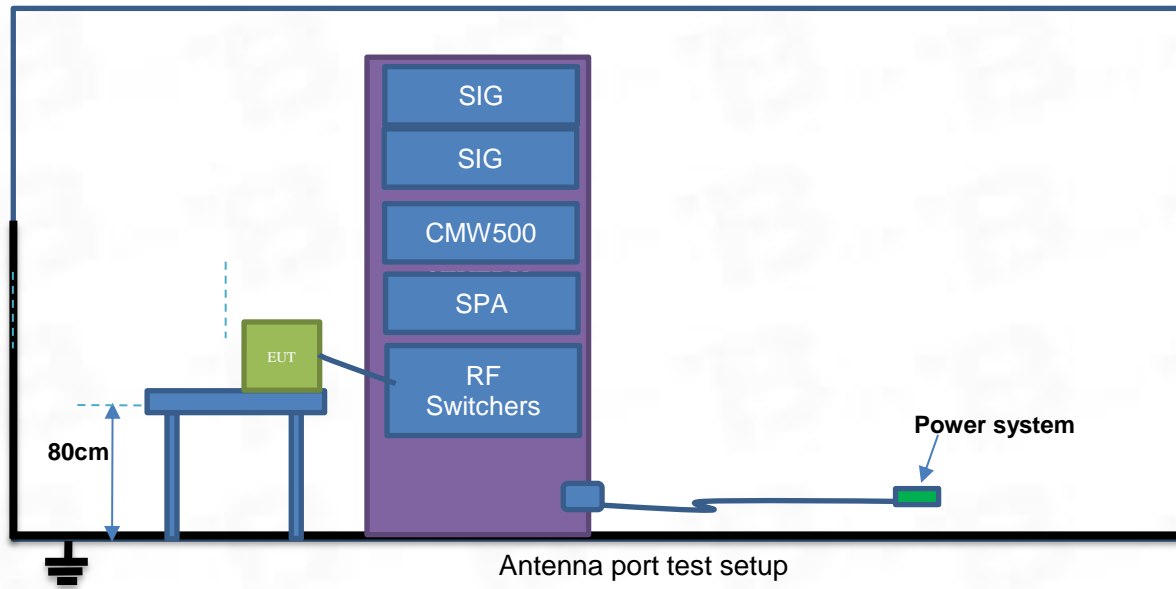 SIG
SIG
CMW500
SPA
EUT
RF
Switchers
80cm
Power system
Antenna port test setup